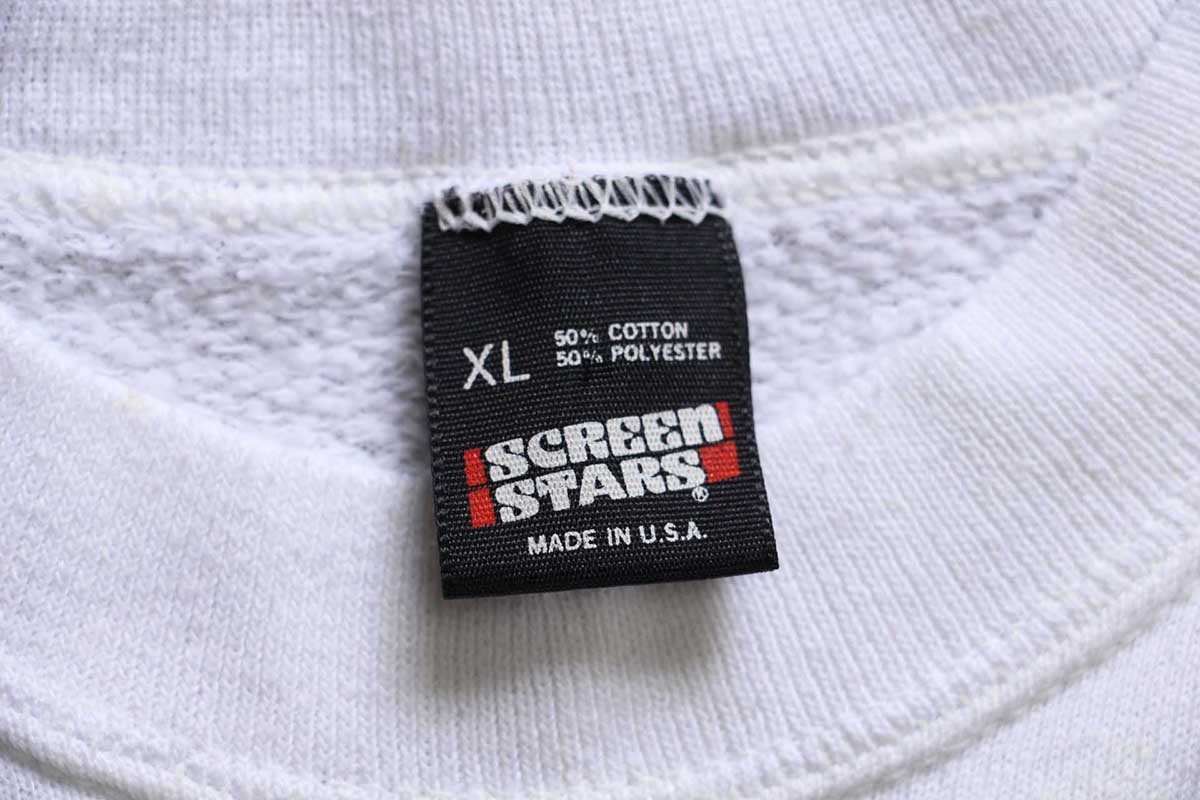 XL
50% COTTON
50% POLYESTER
SCREEN
STARS®
MADE IN U.S.A.